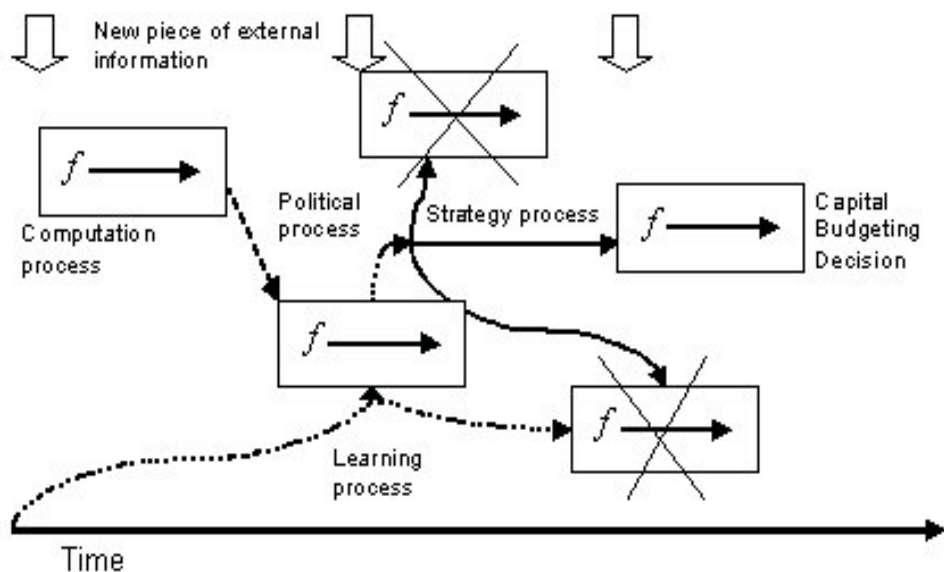 New piece of external
information
f
f
Computation
process
Political
process
Strategy process
f
Capital
Budgeting
Decision
f
f
Learning
process
Time